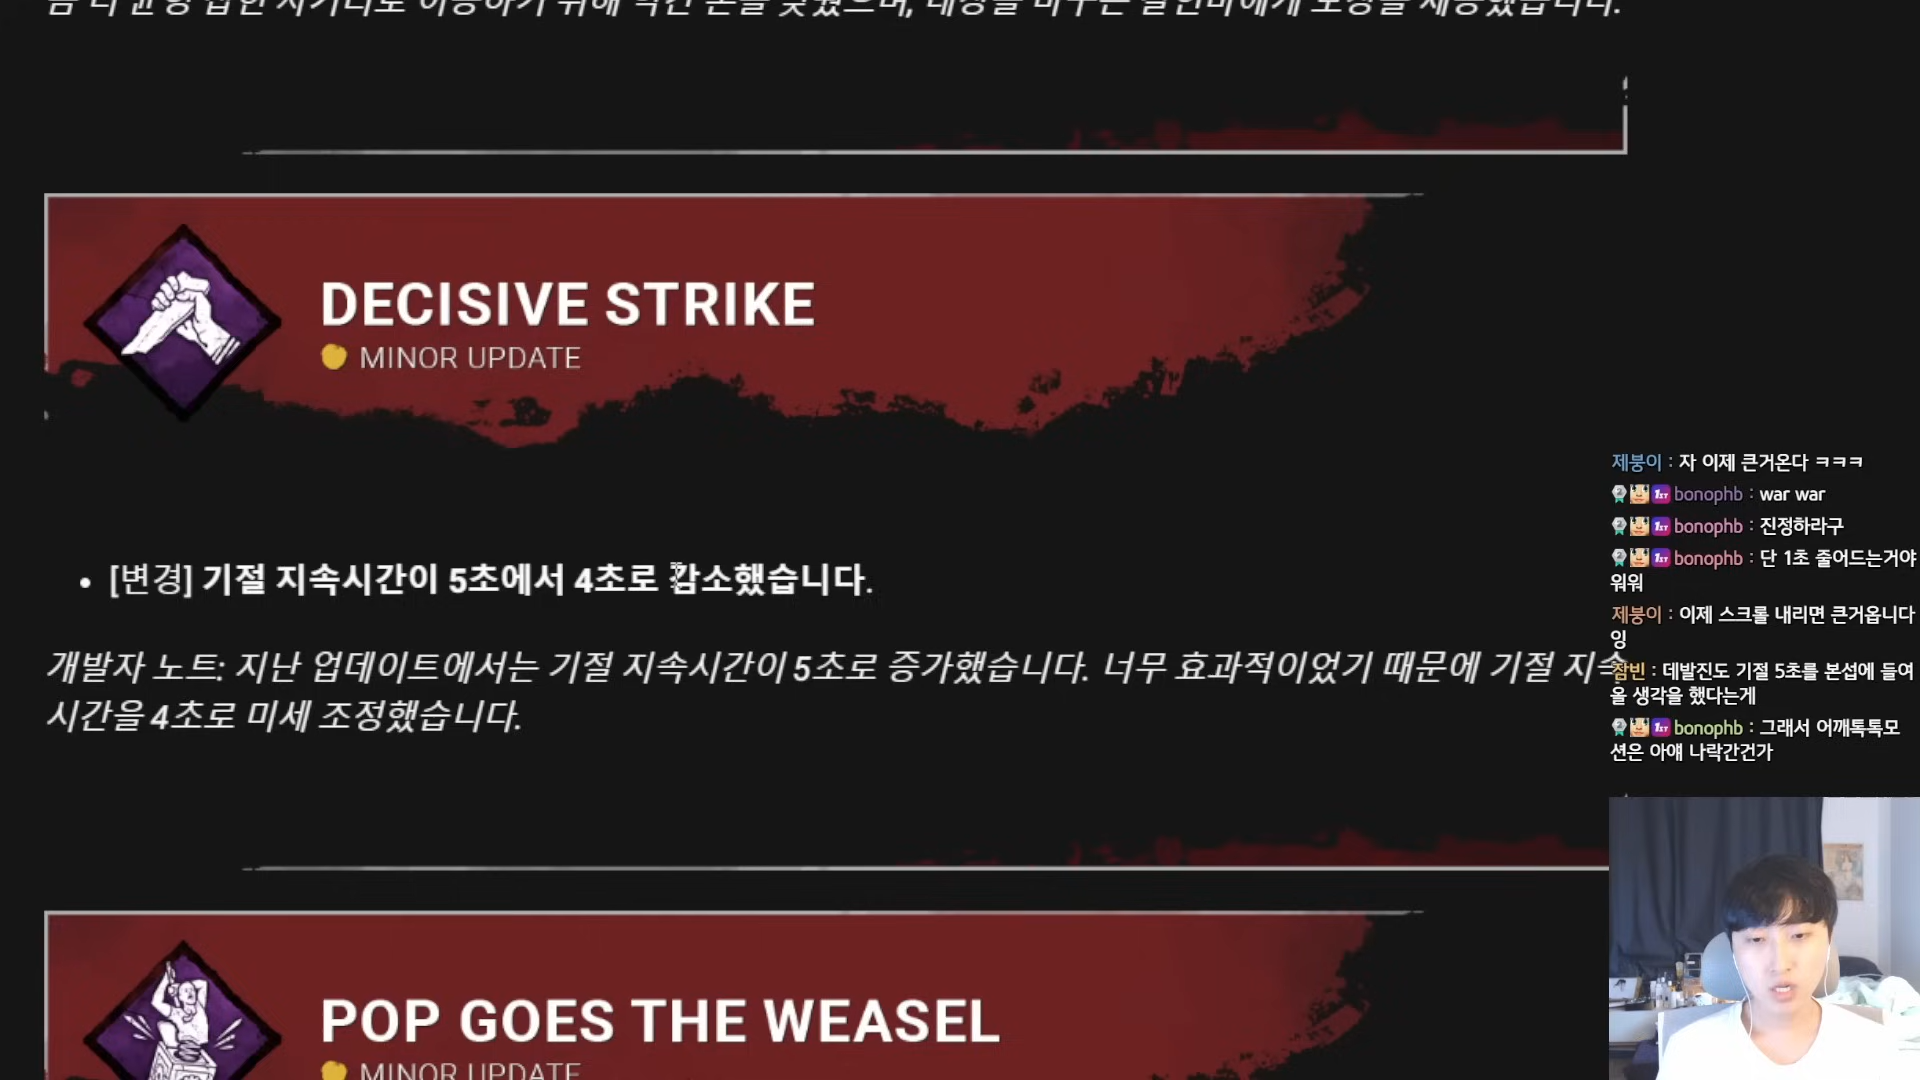 DECISIVE STRIKE
MINOR UPDATE
• [변경] 기절 지속시간이 5초에서 4초로 감소했습니다.
개발자 노트: 지난 업데이트에서는 기절 지속시간이 5초로 증가했습니다. 너무 효과적이었기 때문에 기절 지속
시간을 4초로 미세 조정했습니다.
POP GOES THE WEASEL
MINOR UPDATE
제붕이 : 자 이제 큰거온다 ㅋㅋㅋ
bonophb : war war
bonophb : 진정하라구
bonophb : 단 1초 줄어드는거야
워워
제붕이 : 이제 스크롤 내리면 큰거옵니다
잉
잠빈 : 데발진도 기절 5초를 본섭에 들여
올 생각을 했다는게
bonophb : 그래서 어깨톡톡모
션은 아얘 나락간건가